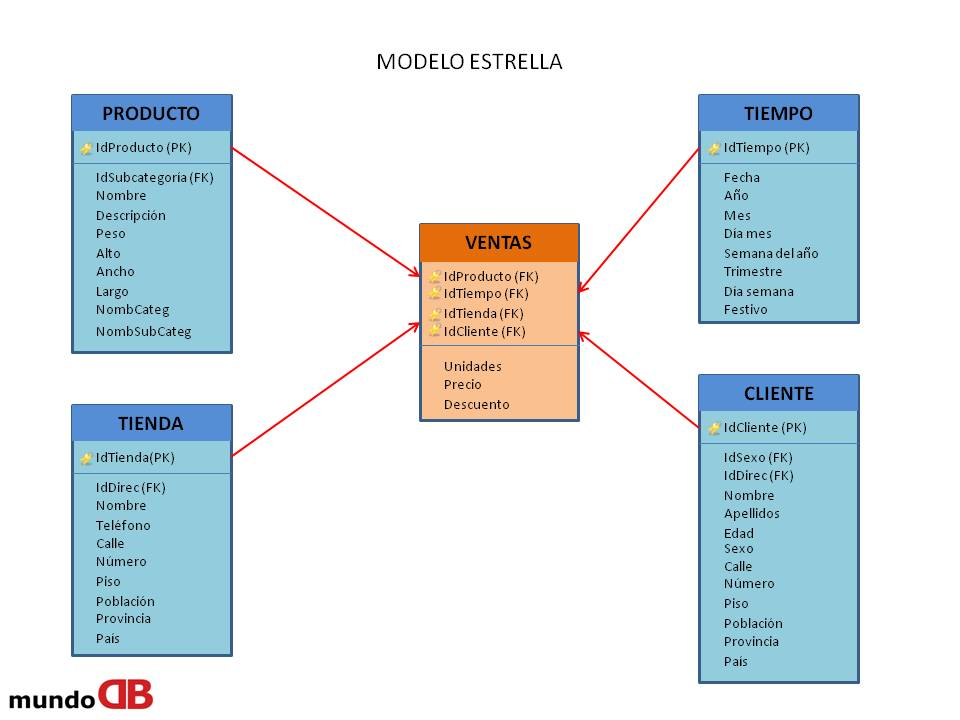 MODELO ESTRELLA
PRODUCTO
IdProducto (PK)
IdSubcategoría (FK)
Nombre
Descripción
Peso
Alto
Ancho
Largo
NombCateg
NombSubCateg
TIENDA
IdTienda(PK)
IdDirec (FK)
Nombre
Teléfono
Calle
Número
Piso
Población
Provincia
País
VENTAS
IdProducto (FK)
IdTiempo (FK)
IdTienda (FK)
IdCliente (FK)
Unidades
Precio
Descuento
TIEMPO
IdTiempo (PK)
Fecha
Año
Mes
Día mes
Semana del año
Trimestre
Día semana
Festivo
CLIENTE
IdCliente (PK)
IdSexo (FK)
IdDirec (FK)
Nombre
Apellidos
Edad
Sexo
Calle
Número
Piso
Población
Provincia
País
mundoDB